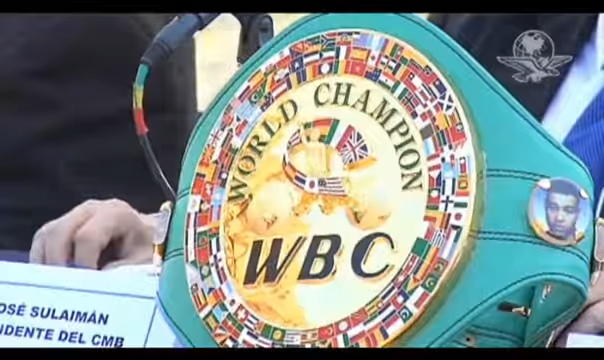 WORLD CHAMPION
WBC
OSÉ SULAIMÁN
IDENTE DEL CMB